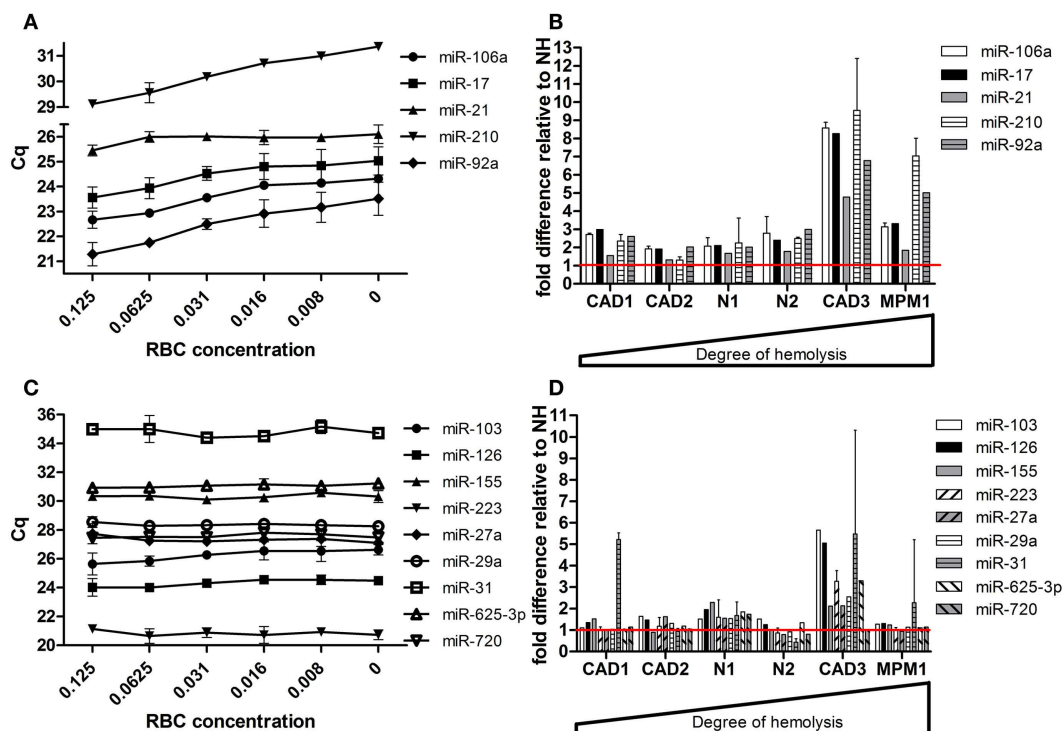 A
31
30
29
26
25
24
23
22
21
Cq
0.125
0.0625
0.031
0.016
0.008
0
RBC concentration
miR-106a
miR-17
miR-21
miR-210
miR-92a
B
fold difference relative to NH
13
12
11
10
9
8
7
6
5
4
3
2
1
0
CAD1
CAD2
N1
N2
CAD3
MPM1
Degree of hemolysis
miR-106a
miR-17
miR-21
miR-210
miR-92a
C
36
34
32
30
28
26
24
22
20
Cq
0.125
0.0625
0.031
0.016
0.008
0
RBC concentration
miR-103
miR-126
miR-155
miR-223
miR-27a
miR-29a
miR-31
miR-625-3p
miR-720
D
fold difference relative to NH
11
10
9
8
7
6
5
4
3
2
1
0
CAD1
CAD2
N1
N2
CAD3
MPM1
Degree of hemolysis
miR-103
miR-126
miR-155
miR-223
miR-27a
miR-29a
miR-31
miR-625-3p
miR-720